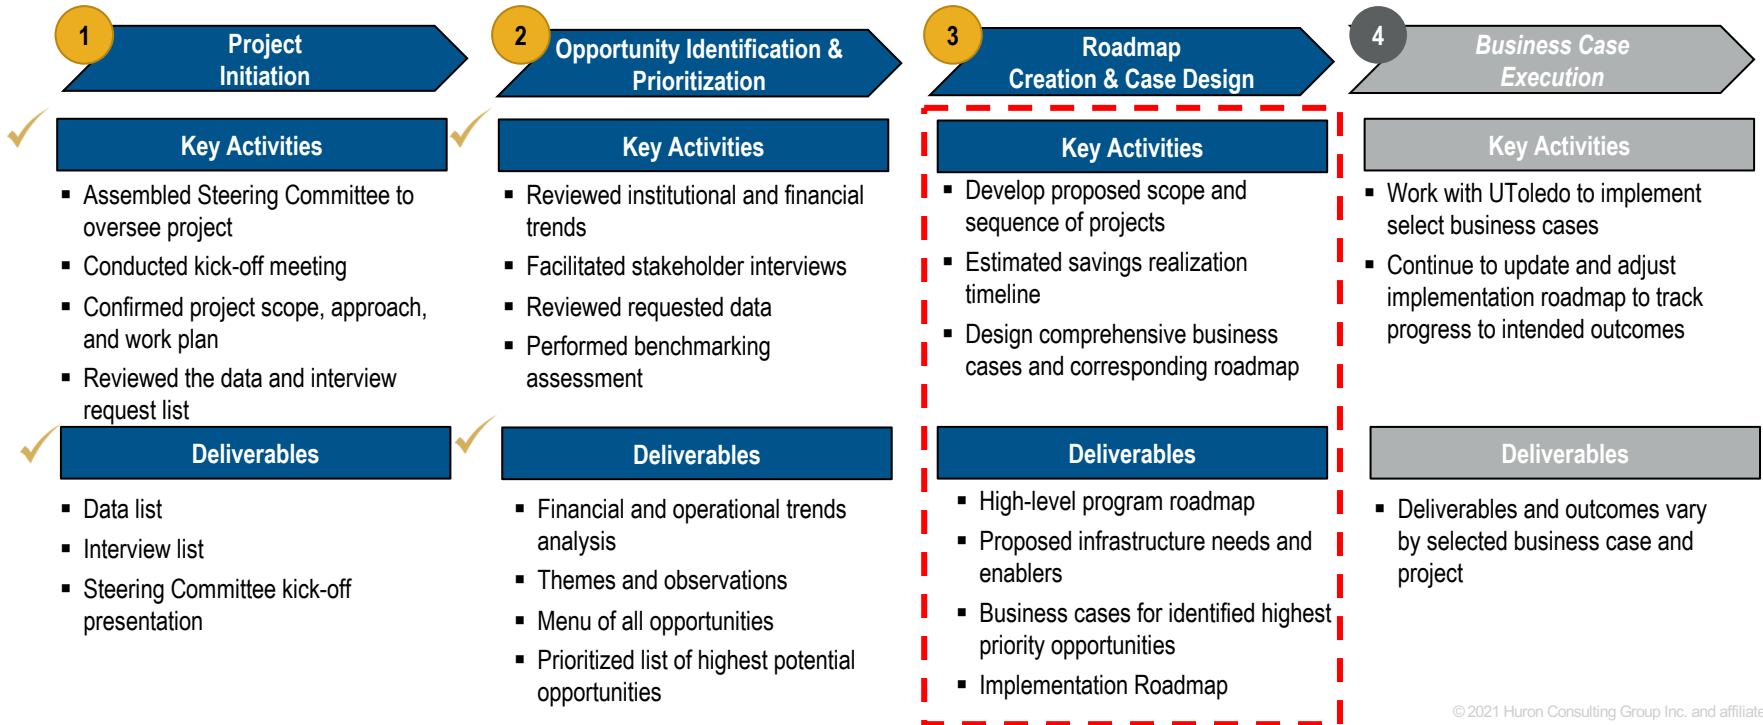 1
Project
Initiation
Key Activities
▪ Assembled Steering Committee to
oversee project
▪ Conducted kick-off meeting
▪ Confirmed project scope, approach,
and work plan
▪ Reviewed the data and interview
request list
Deliverables
▪ Data list
▪ Interview list
▪ Steering Committee kick-off
presentation
2
Opportunity Identification &
Prioritization
Key Activities
▪ Reviewed institutional and financial
trends
▪ Facilitated stakeholder interviews
▪ Reviewed requested data
▪ Performed benchmarking
assessment
Deliverables
▪ Financial and operational trends
analysis
▪ Themes and observations
▪ Menu of all opportunities
▪ Prioritized list of highest potential
opportunities
3
Roadmap
Creation & Case Design
Key Activities
▪ Develop proposed scope and
sequence of projects
▪ Estimated savings realization
timeline
▪ Design comprehensive business
cases and corresponding roadmap
Deliverables
▪ High-level program roadmap
▪ Proposed infrastructure needs and
enablers
▪ Business cases for identified highest
priority opportunities
▪ Implementation Roadmap
4
Business Case
Execution
Key Activities
▪ Work with UToledo to implement
select business cases
▪ Continue to update and adjust
implementation roadmap to track
progress to intended outcomes
Deliverables
▪ Deliverables and outcomes vary
by selected business case and
project
© 2021 Huron Consulting Group Inc. and affiliate